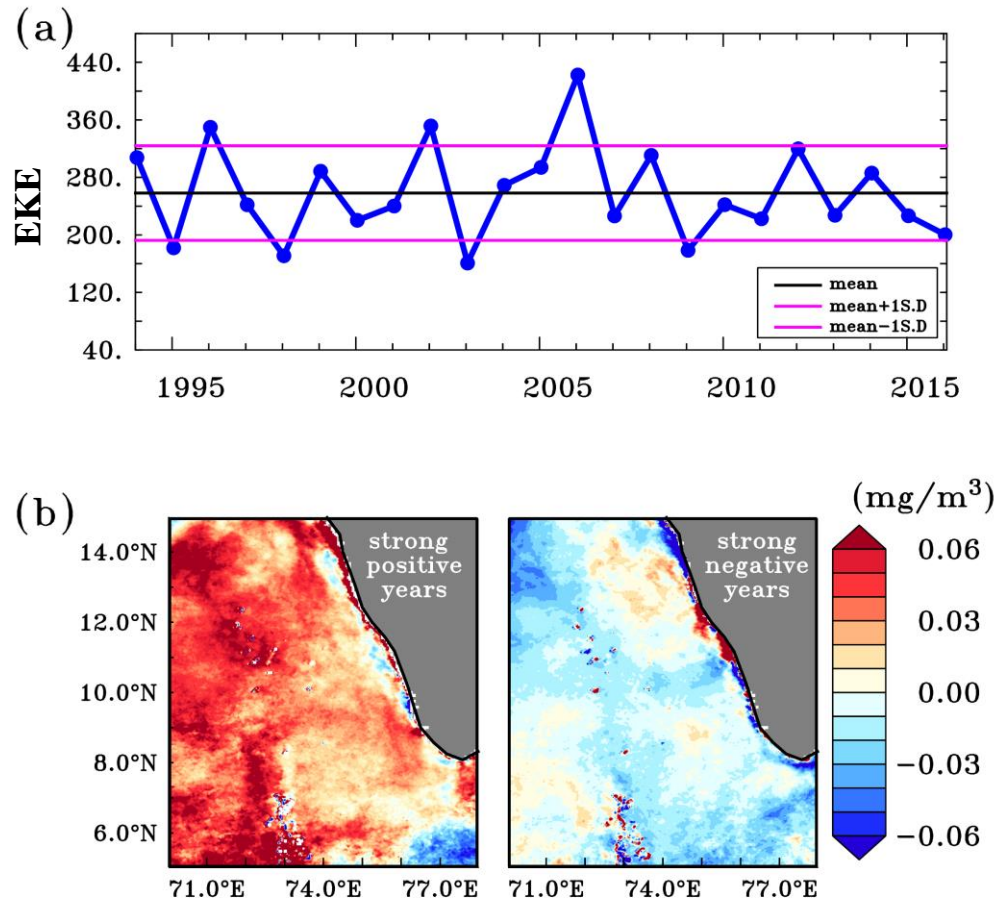 (a)
EKE
440.
360.
280.
200.
120.
40.
mean
mean+1S.D
mean−1S.D
1995 2000 2005 2010 2015
(b)
(mg/m³)
14.0°N
12.0°N
10.0°N
8.0°N
6.0°N
strong
positive
years
strong
negative
years
0.06
0.03
0.00
−0.03
−0.06
71.0°E 74.0°E 77.0°E 71.0°E 74.0°E 77.0°E